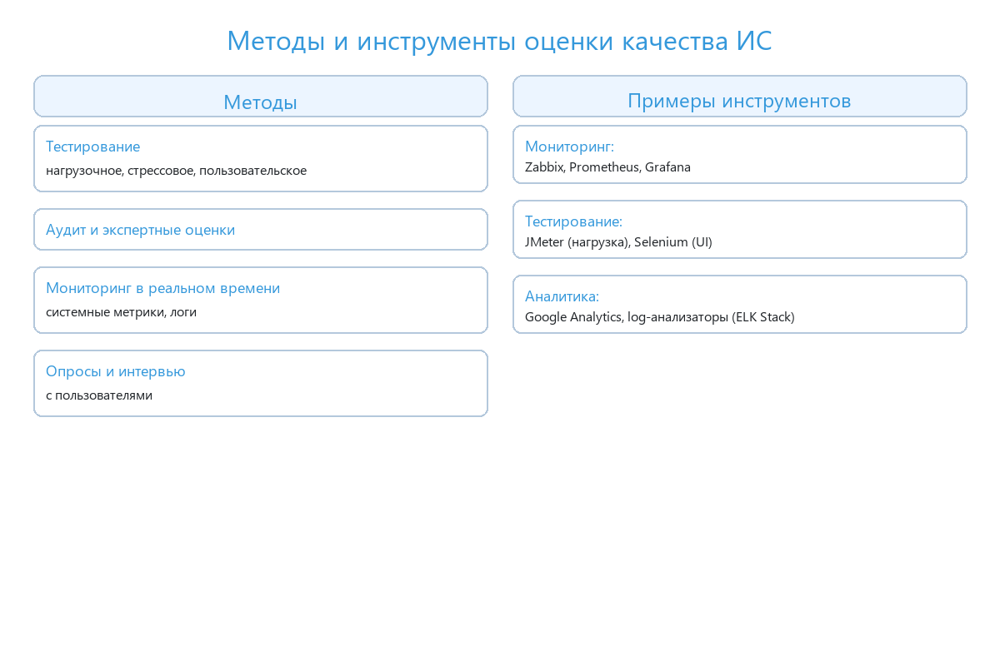 Методы и инструменты оценки качества ИС
Методы
Тестирование
нагрузочное, стрессовое, пользовательское
Аудит и экспертные оценки
Мониторинг в реальном времени
системные метрики, логи
Опросы и интервью
с пользователями
Примеры инструментов
Мониторинг:
Zabbix, Prometheus, Grafana
Тестирование:
JMeter (нагрузка), Selenium (UI)
Аналитика:
Google Analytics, log-анализаторы (ELK Stack)